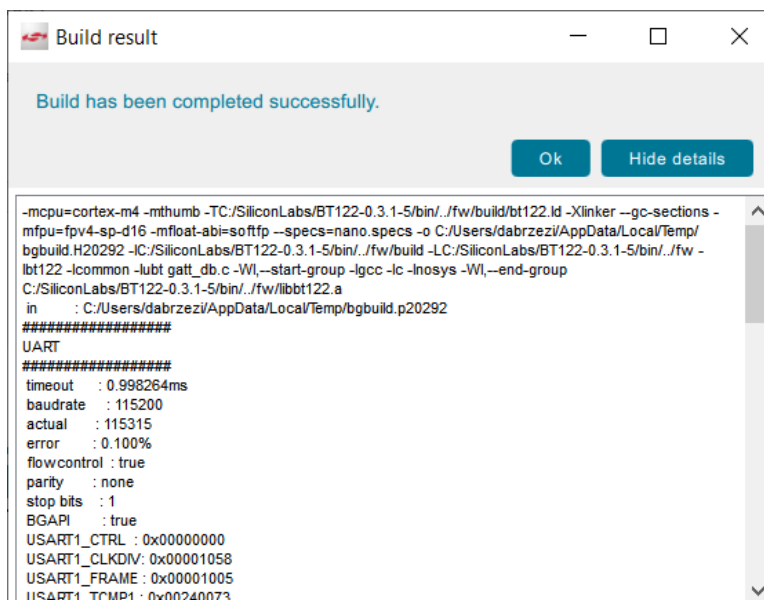 Build result
Build has been completed successfully.
Ok
Hide details
-mcpu=cortex-m4 -mthumb -TC:/SiliconLabs/BT122-0.3.1-5/bin/../fw/build/bt122.ld -Xlinker --gc-sections -
mfpu=fpv4-sp-d16 -mfloat-abi=softfp --specs=nano.specs -o C:/Users/dabrzezi/AppData/Local/Temp/
bgbuild.H20292 -IC:/SiliconLabs/BT122-0.3.1-5/bin/../fw/build -LC:/SiliconLabs/BT122-0.3.1-5/bin/../fw -
lbt122 -lcommon -lubt gatt_db.c -Wl,--start-group -lgcc -lc -lnosys -Wl,--end-group
C:/SiliconLabs/BT122-0.3.1-5/bin/../fw/libbt122.a
in : C:/Users/dabrzezi/AppData/Local/Temp/bgbuild.p20292
##################
UART
##################
timeout : 0.998264ms
baudrate : 115200
actual : 115315
error : 0.100%
flowcontrol : true
parity : none
stop bits : 1
BGAPI : true
USART1_CTRL : 0x00000000
USART1_CLKDIV: 0x00001058
USART1_FRAME : 0x00001005
USART1_TCMP1 : 0x00240073